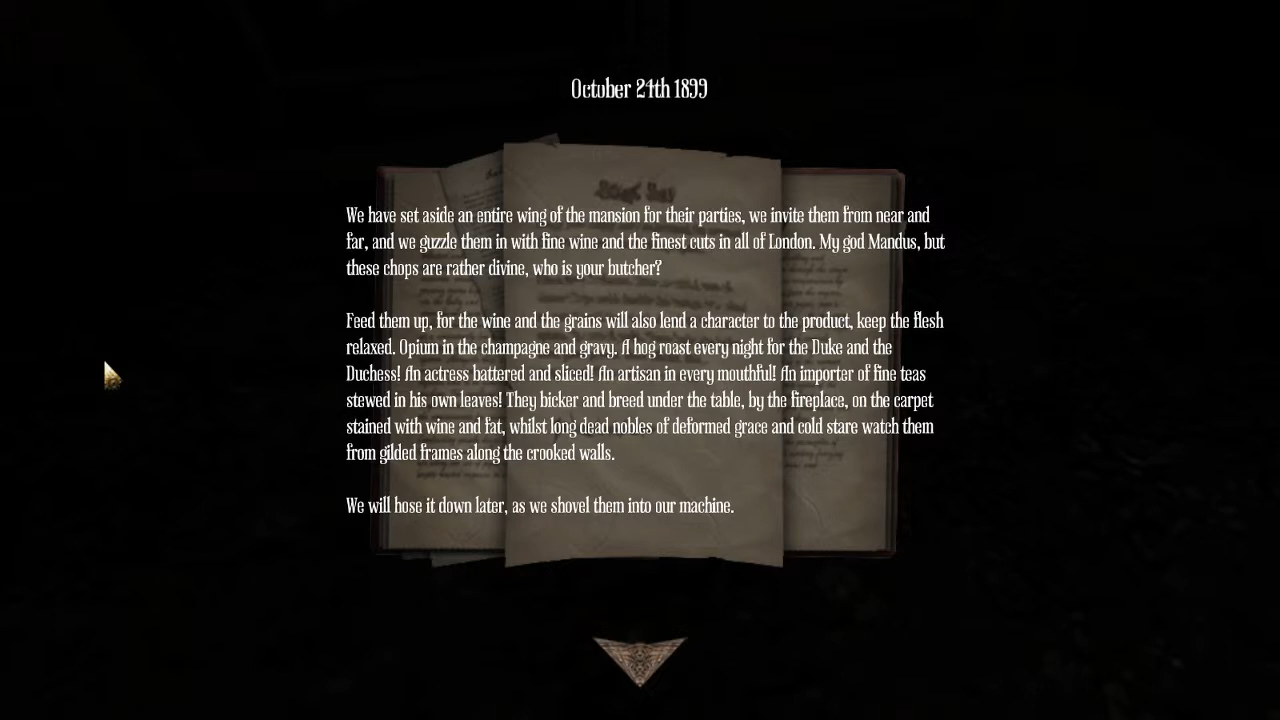 October 24th 1899
We have set aside an entire wing of the mansion for their parties, we invite them from near and
far, and we guzzle them in with fine wine and the finest cuts in all of London. My god Mandus, but
these chops are rather divine, who is your butcher?
Feed them up, for the wine and the grains will also lend a character to the product, keep the flesh
relaxed. Opium in the champagne and gravy. A hog roast every night for the Duke and the
Duchess! An actress battered and sliced! An artisan in every mouthful! An importer of fine teas
stewed in his own leaves! They bicker and breed under the table, by the fireplace, on the carpet
stained with wine and fat, whilst long dead nobles of deformed grace and cold stare watch them
from gilded frames along the crooked walls.
We will hose it down later, as we shovel them into our machine.